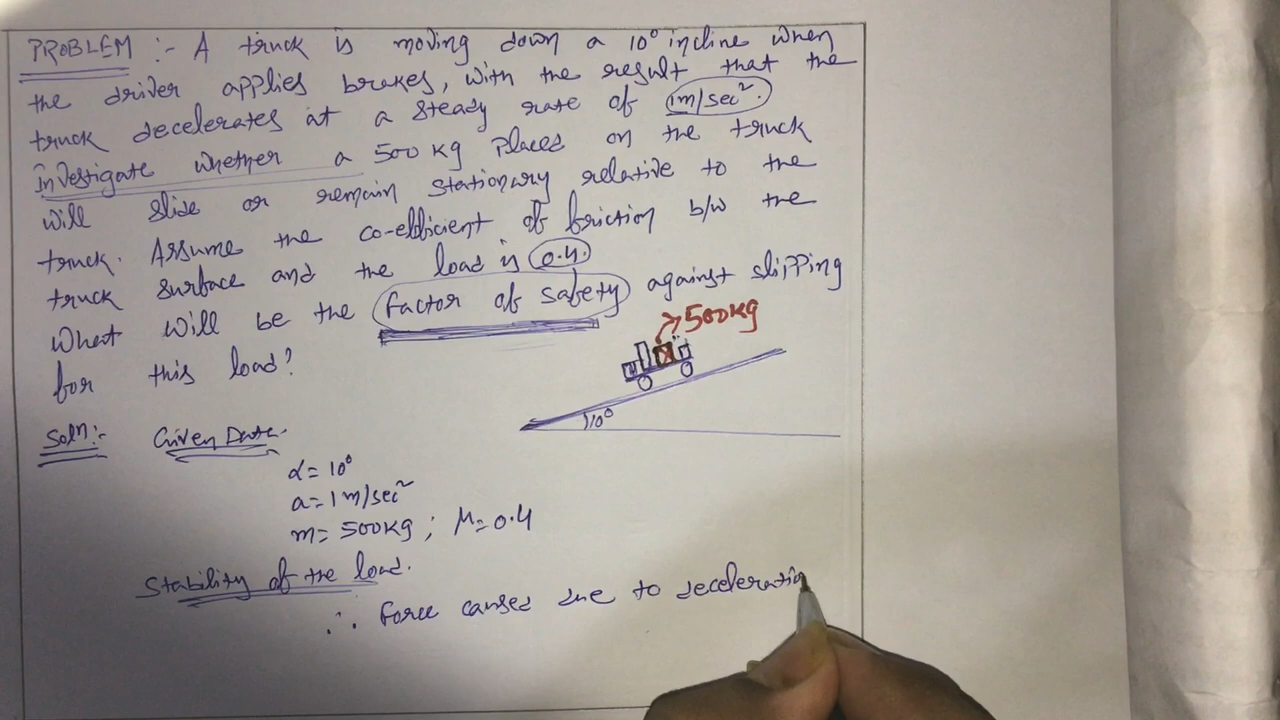 PROBLEM :- A truck is moving down a 10° incline when
the driver applies brakes, with the result that the
truck decelerates at a steady rate of 1m/sec².
investigate whether a 500 kg places on the truck
will slide or remain stationary relative to the
truck. Assume the co-efficient of friction b/w the
truck surface and the load is 0.4.
What will be the factor of safety against slipping
for this load?
500kg
10°
Soln:- Given Data-
α = 10°
a = 1 m/sec²
m = 500kg ; μ = 0.4
Stability of the load.
∴ Force caused due to deceleration